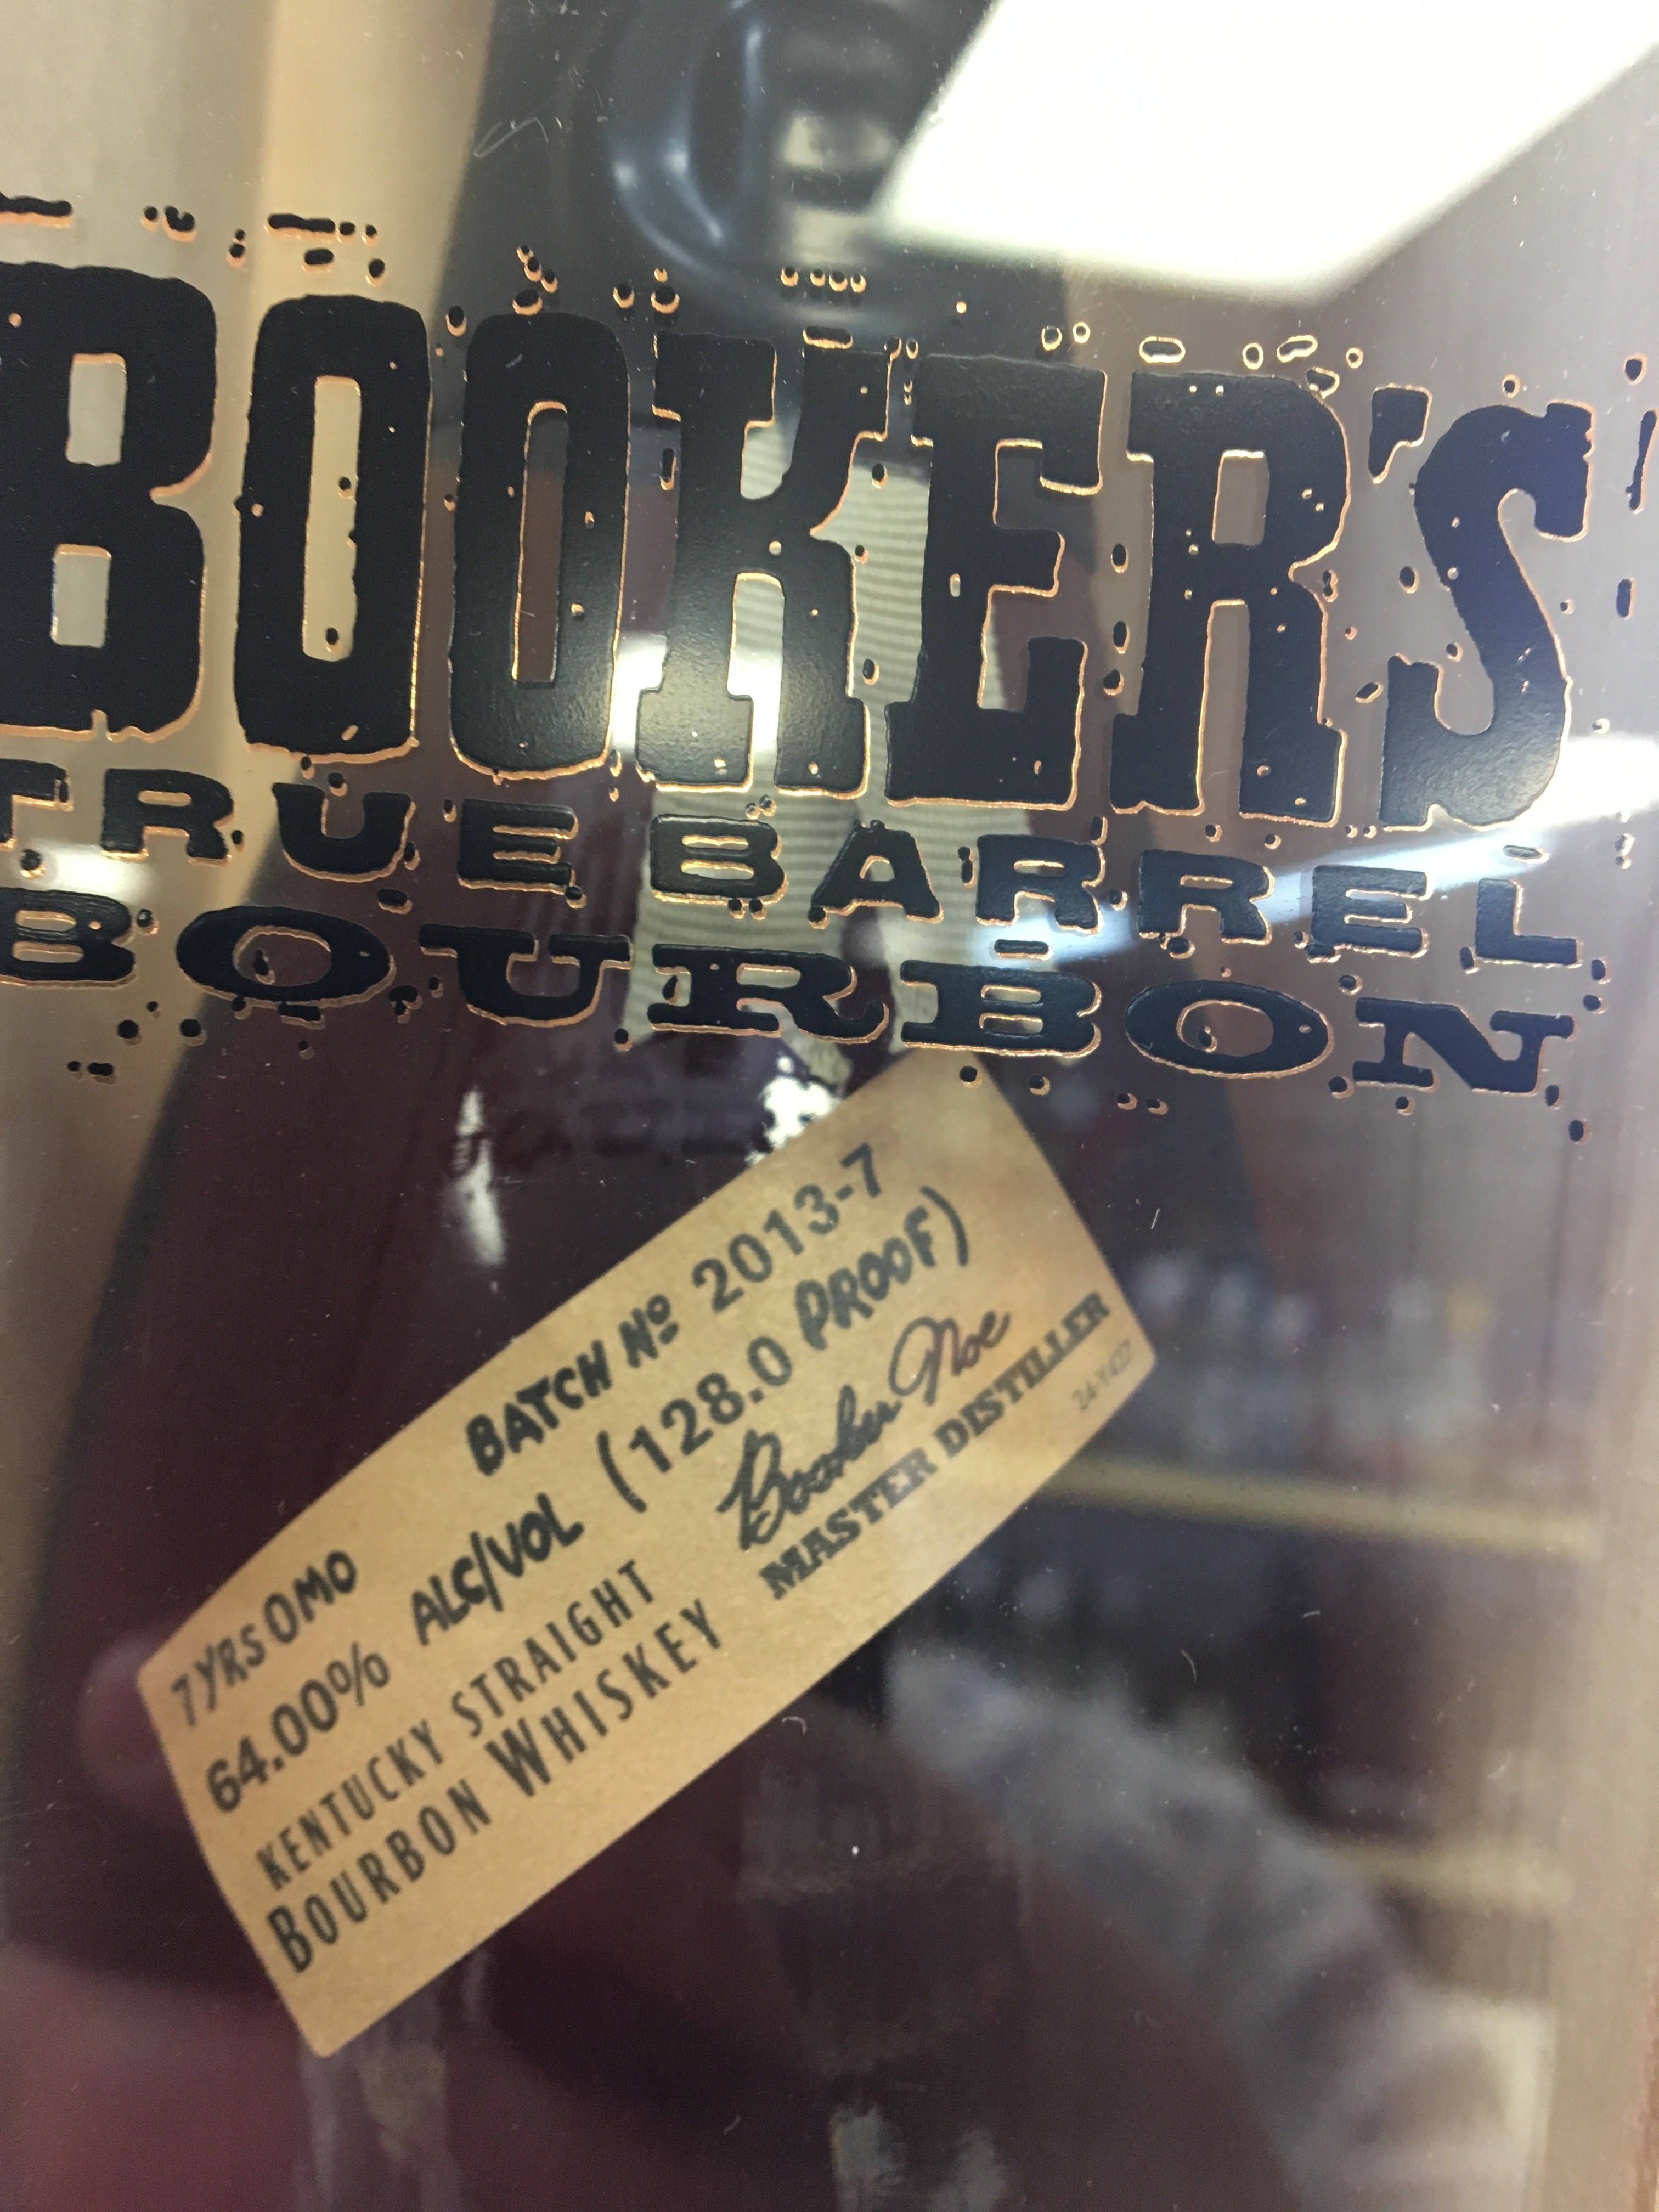 BOOKER'S
TRUE BARREL
BOURBON
7 YRS 0 MO BATCH Nº 2013-7
64.00% ALC/VOL (128.0 PROOF)
KENTUCKY STRAIGHT
BOURBON WHISKEY
Booker Noe
MASTER DISTILLER